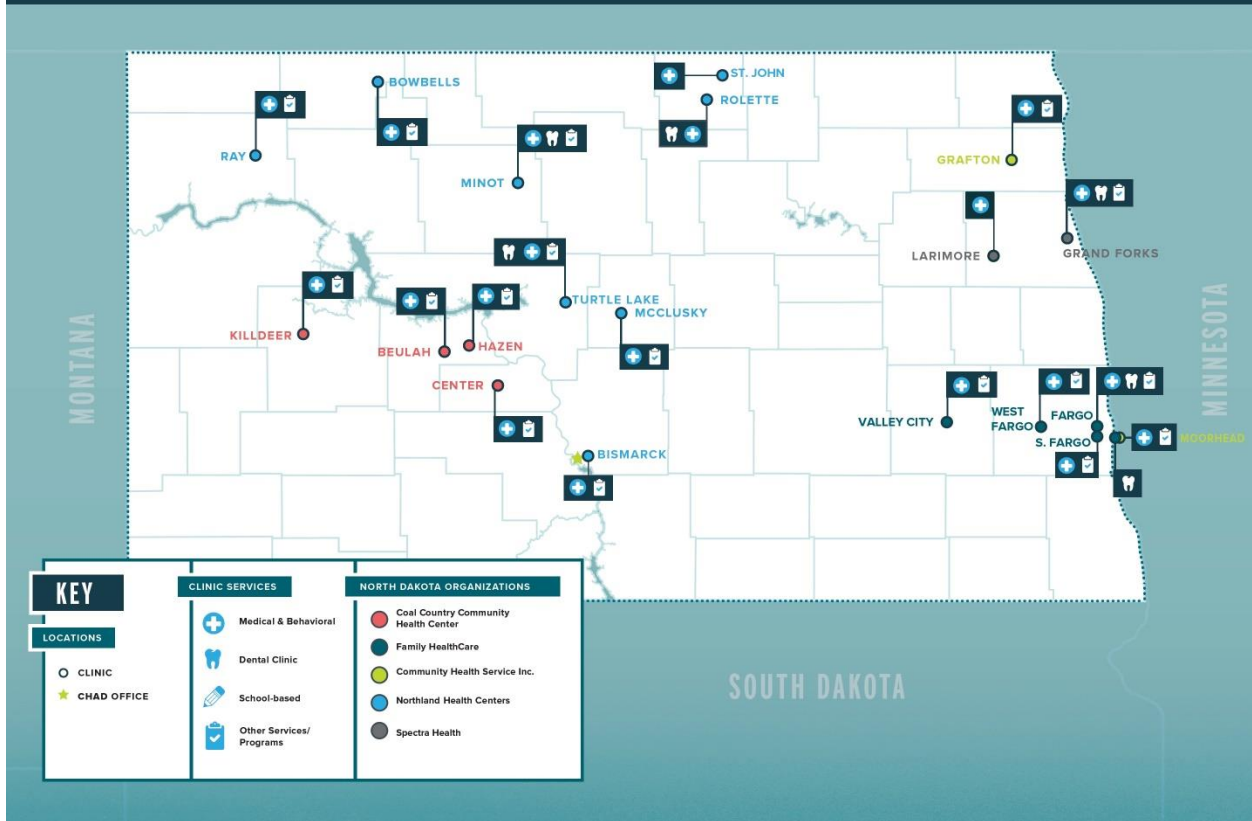 BOWBELLS
ST. JOHN
ROLETTE
RAY
MINOT
GRAFTON
LARIMORE
GRAND FORKS
TURTLE LAKE
MCCLUSKY
KILLDEER
BEULAH
HAZEN
CENTER
VALLEY CITY
WEST
FARGO
FARGO
S. FARGO
MOORHEAD
BISMARCK
MONTANA
MINNESOTA
SOUTH DAKOTA
KEY
LOCATIONS
CLINIC
CHAD OFFICE
CLINIC SERVICES
Medical & Behavioral
Dental Clinic
School-based
Other Services/
Programs
NORTH DAKOTA ORGANIZATIONS
Coal Country Community
Health Center
Family HealthCare
Community Health Service Inc.
Northland Health Centers
Spectra Health